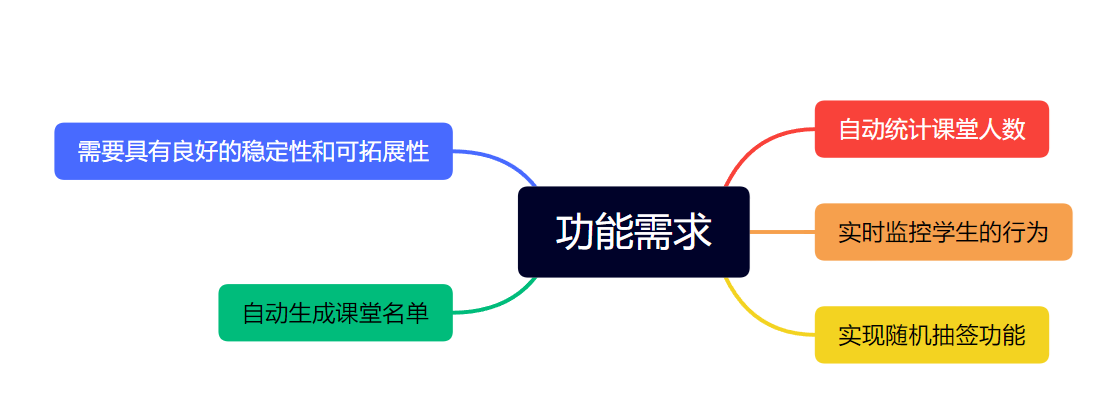 功能需求
自动统计课堂人数
实时监控学生的行为
实现随机抽签功能
需要具有良好的稳定性和可拓展性
自动生成课堂名单